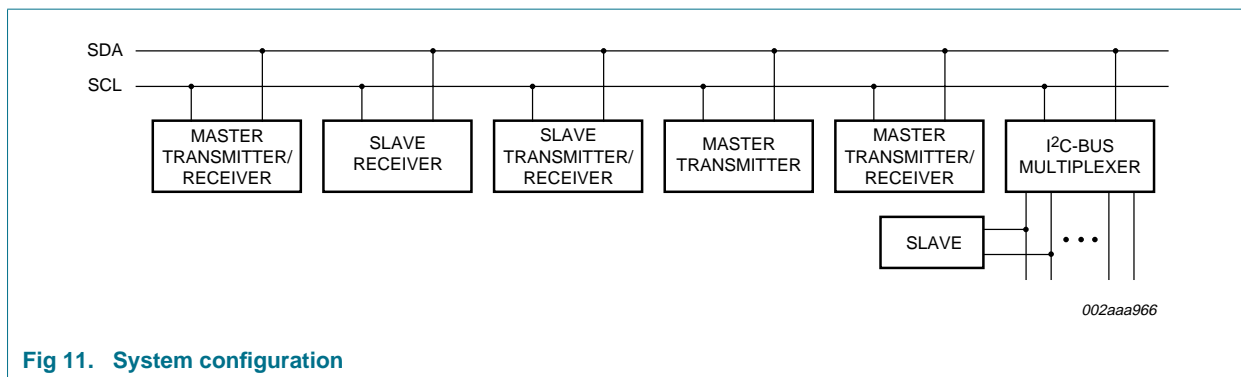 SDA
SCL
MASTER
TRANSMITTER/
RECEIVER
SLAVE
RECEIVER
SLAVE
TRANSMITTER/
RECEIVER
MASTER
TRANSMITTER
MASTER
TRANSMITTER/
RECEIVER
I²C-BUS
MULTIPLEXER
SLAVE
002aaa966
Fig 11. System configuration